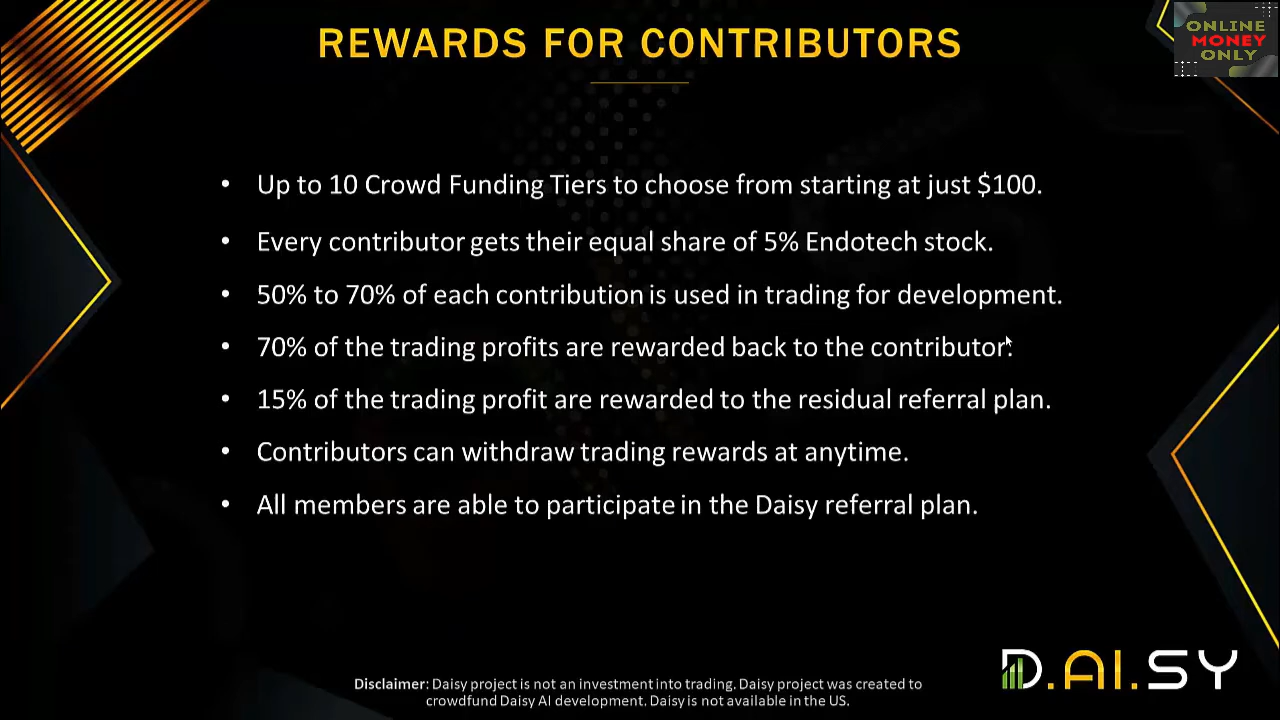 REWARDS FOR CONTRIBUTORS
ONLINE
MONEY
ONLY
• Up to 10 Crowd Funding Tiers to choose from starting at just $100.
• Every contributor gets their equal share of 5% Endotech stock.
• 50% to 70% of each contribution is used in trading for development.
• 70% of the trading profits are rewarded back to the contributor.
• 15% of the trading profit are rewarded to the residual referral plan.
• Contributors can withdraw trading rewards at anytime.
• All members are able to participate in the Daisy referral plan.
D.AI.SY
Disclaimer: Daisy project is not an investment into trading. Daisy project was created to
crowdfund Daisy AI development. Daisy is not available in the US.